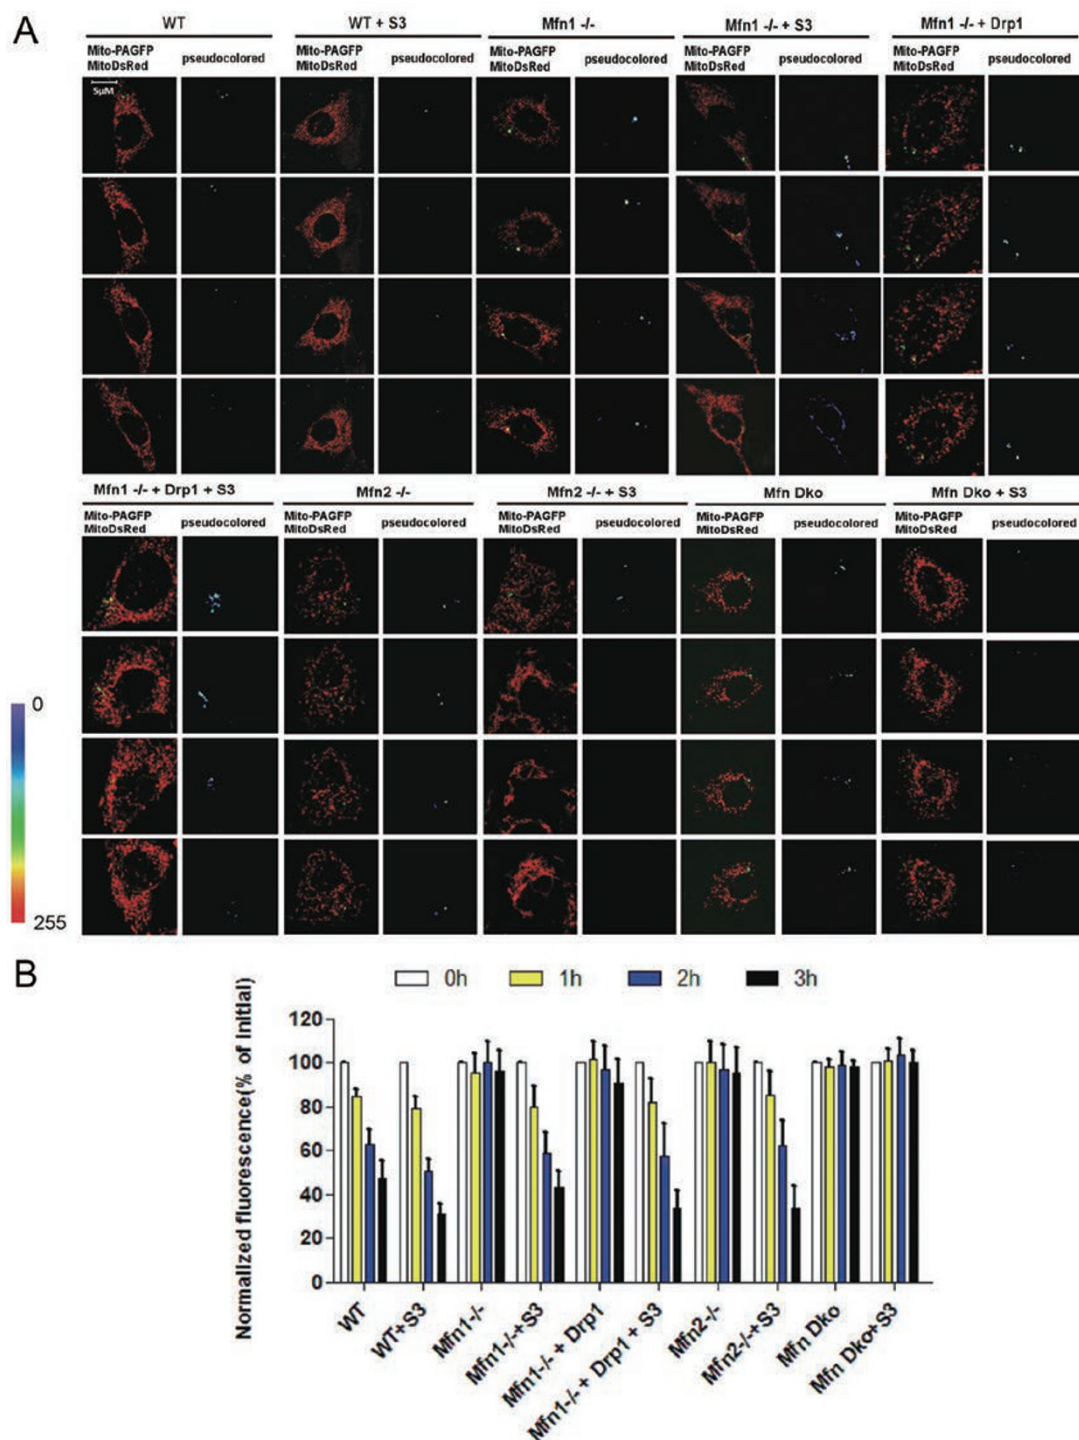 A
WT WT + S3 Mfn1 -/- Mfn1 -/- + S3 Mfn1 -/- + Drp1
Mito-PAGFP MitoDsRed pseudocolored Mito-PAGFP MitoDsRed pseudocolored Mito-PAGFP MitoDsRed pseudocolored Mito-PAGFP MitoDsRed pseudocolored Mito-PAGFP MitoDsRed pseudocolored
5µM
Mfn1 -/- + Drp1 + S3 Mfn2 -/- Mfn2 -/- + S3 Mfn Dko Mfn Dko + S3
Mito-PAGFP MitoDsRed pseudocolored Mito-PAGFP MitoDsRed pseudocolored Mito-PAGFP MitoDsRed pseudocolored Mito-PAGFP MitoDsRed pseudocolored Mito-PAGFP MitoDsRed pseudocolored
0
255
B
0h 1h 2h 3h
Normalized fluorescence(% of Initial)
120
100
80
60
40
20
0
WT
WT+S3
Mfn1-/-
Mfn1-/-+S3
Mfn1-/- + Drp1
Mfn1-/- + Drp1 + S3
Mfn2-/-
Mfn2-/-+S3
Mfn Dko
Mfn Dko+S3